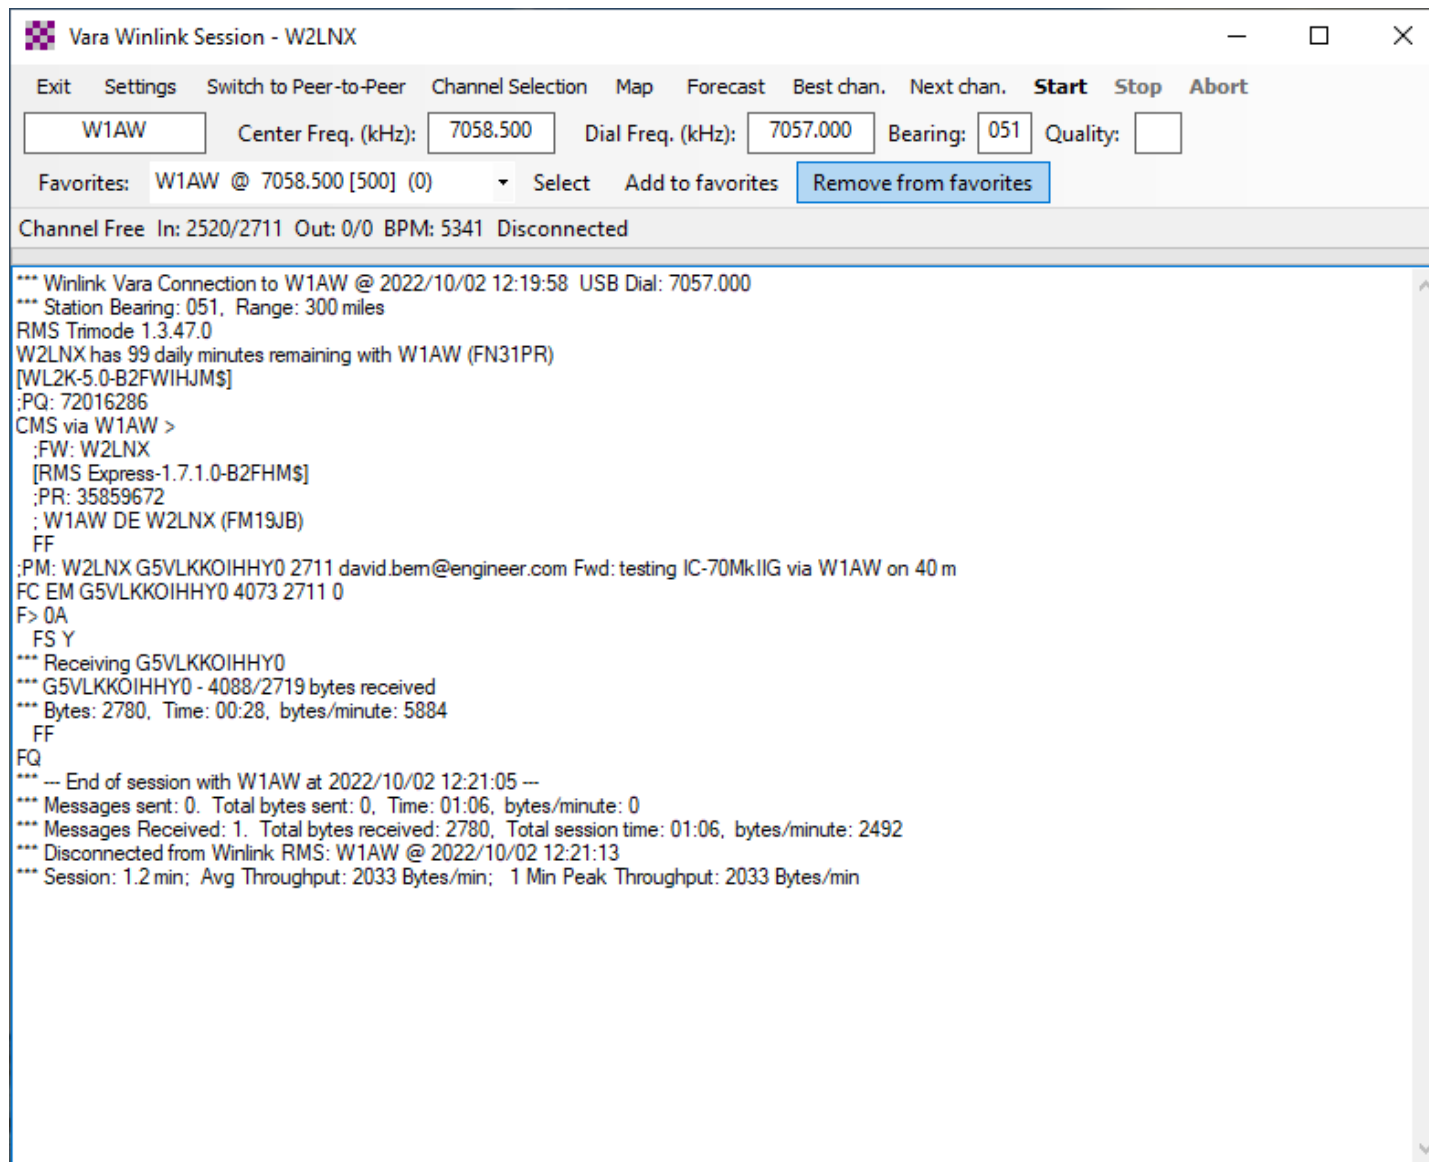 Vara Winlink Session - W2LNX
Exit Settings Switch to Peer-to-Peer Channel Selection Map Forecast Best chan. Next chan. Start Stop Abort
W1AW Center Freq. (kHz): 7058.500 Dial Freq. (kHz): 7057.000 Bearing: 051 Quality:
Favorites: W1AW @ 7058.500 [500] (0) Select Add to favorites Remove from favorites
Channel Free In: 2520/2711 Out: 0/0 BPM: 5341 Disconnected
*** Winlink Vara Connection to W1AW @ 2022/10/02 12:19:58 USB Dial: 7057.000
*** Station Bearing: 051, Range: 300 miles
RMS Trimode 1.3.47.0
W2LNX has 99 daily minutes remaining with W1AW (FN31PR)
[WL2K-5.0-B2FWIHJM$]
;PQ: 72016286
CMS via W1AW >
;FW: W2LNX
[RMS Express-1.7.1.0-B2FHM$]
;PR: 35859672
; W1AW DE W2LNX (FM19JB)
FF
;PM: W2LNX G5VLKKOIHHY0 2711 david.bern@engineer.com Fwd: testing IC-70MkIIG via W1AW on 40 m
FC EM G5VLKKOIHHY0 4073 2711 0
F> 0A
FS Y
*** Receiving G5VLKKOIHHY0
*** G5VLKKOIHHY0 - 4088/2719 bytes received
*** Bytes: 2780, Time: 00:28, bytes/minute: 5884
FF
FQ
*** --- End of session with W1AW at 2022/10/02 12:21:05 ---
*** Messages sent: 0. Total bytes sent: 0, Time: 01:06, bytes/minute: 0
*** Messages Received: 1. Total bytes received: 2780, Total session time: 01:06, bytes/minute: 2492
*** Disconnected from Winlink RMS: W1AW @ 2022/10/02 12:21:13
*** Session: 1.2 min; Avg Throughput: 2033 Bytes/min; 1 Min Peak Throughput: 2033 Bytes/min